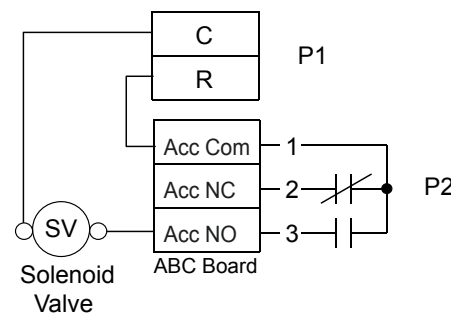 C
P1
R
Acc Com
1
Acc NC
2
P2
SV
Acc NO
3
ABC Board
Solenoid
Valve